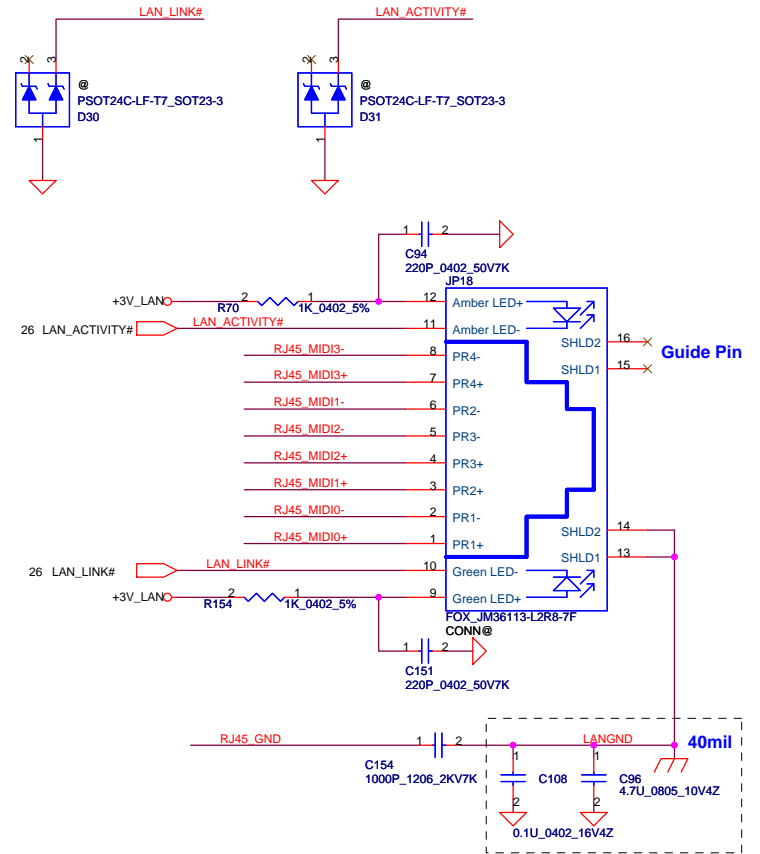 LAN_LINK#
LAN_ACTIVITY#
2 3
2 3
@
PSOT24C-LF-T7_SOT23-3
D30
@
PSOT24C-LF-T7_SOT23-3
D31
1
1
1 2
C94
220P_0402_50V7K
JP18
+3V_LAN
2 1
R70 1K_0402_5%
12 Amber LED+
26 LAN_ACTIVITY#
LAN_ACTIVITY#
11 Amber LED-
SHLD2 16
RJ45_MIDI3- 8 PR4-
Guide Pin
SHLD1 15
RJ45_MIDI3+ 7 PR4+
RJ45_MIDI1- 6 PR2-
RJ45_MIDI2- 5 PR3-
RJ45_MIDI2+ 4 PR3+
RJ45_MIDI1+ 3 PR2+
RJ45_MIDI0- 2 PR1-
SHLD2 14
RJ45_MIDI0+ 1 PR1+
SHLD1 13
26 LAN_LINK#
LAN_LINK#
10 Green LED-
+3V_LAN
2 1
R154 1K_0402_5%
9 Green LED+
FOX_JM36113-L2R8-7F
CONN@
1 2
C151
220P_0402_50V7K
RJ45_GND
1 2
LANGND
40mil
C154
1000P_1206_2KV7K
1
C108
2
0.1U_0402_16V4Z
1
C96
4.7U_0805_10V4Z
2